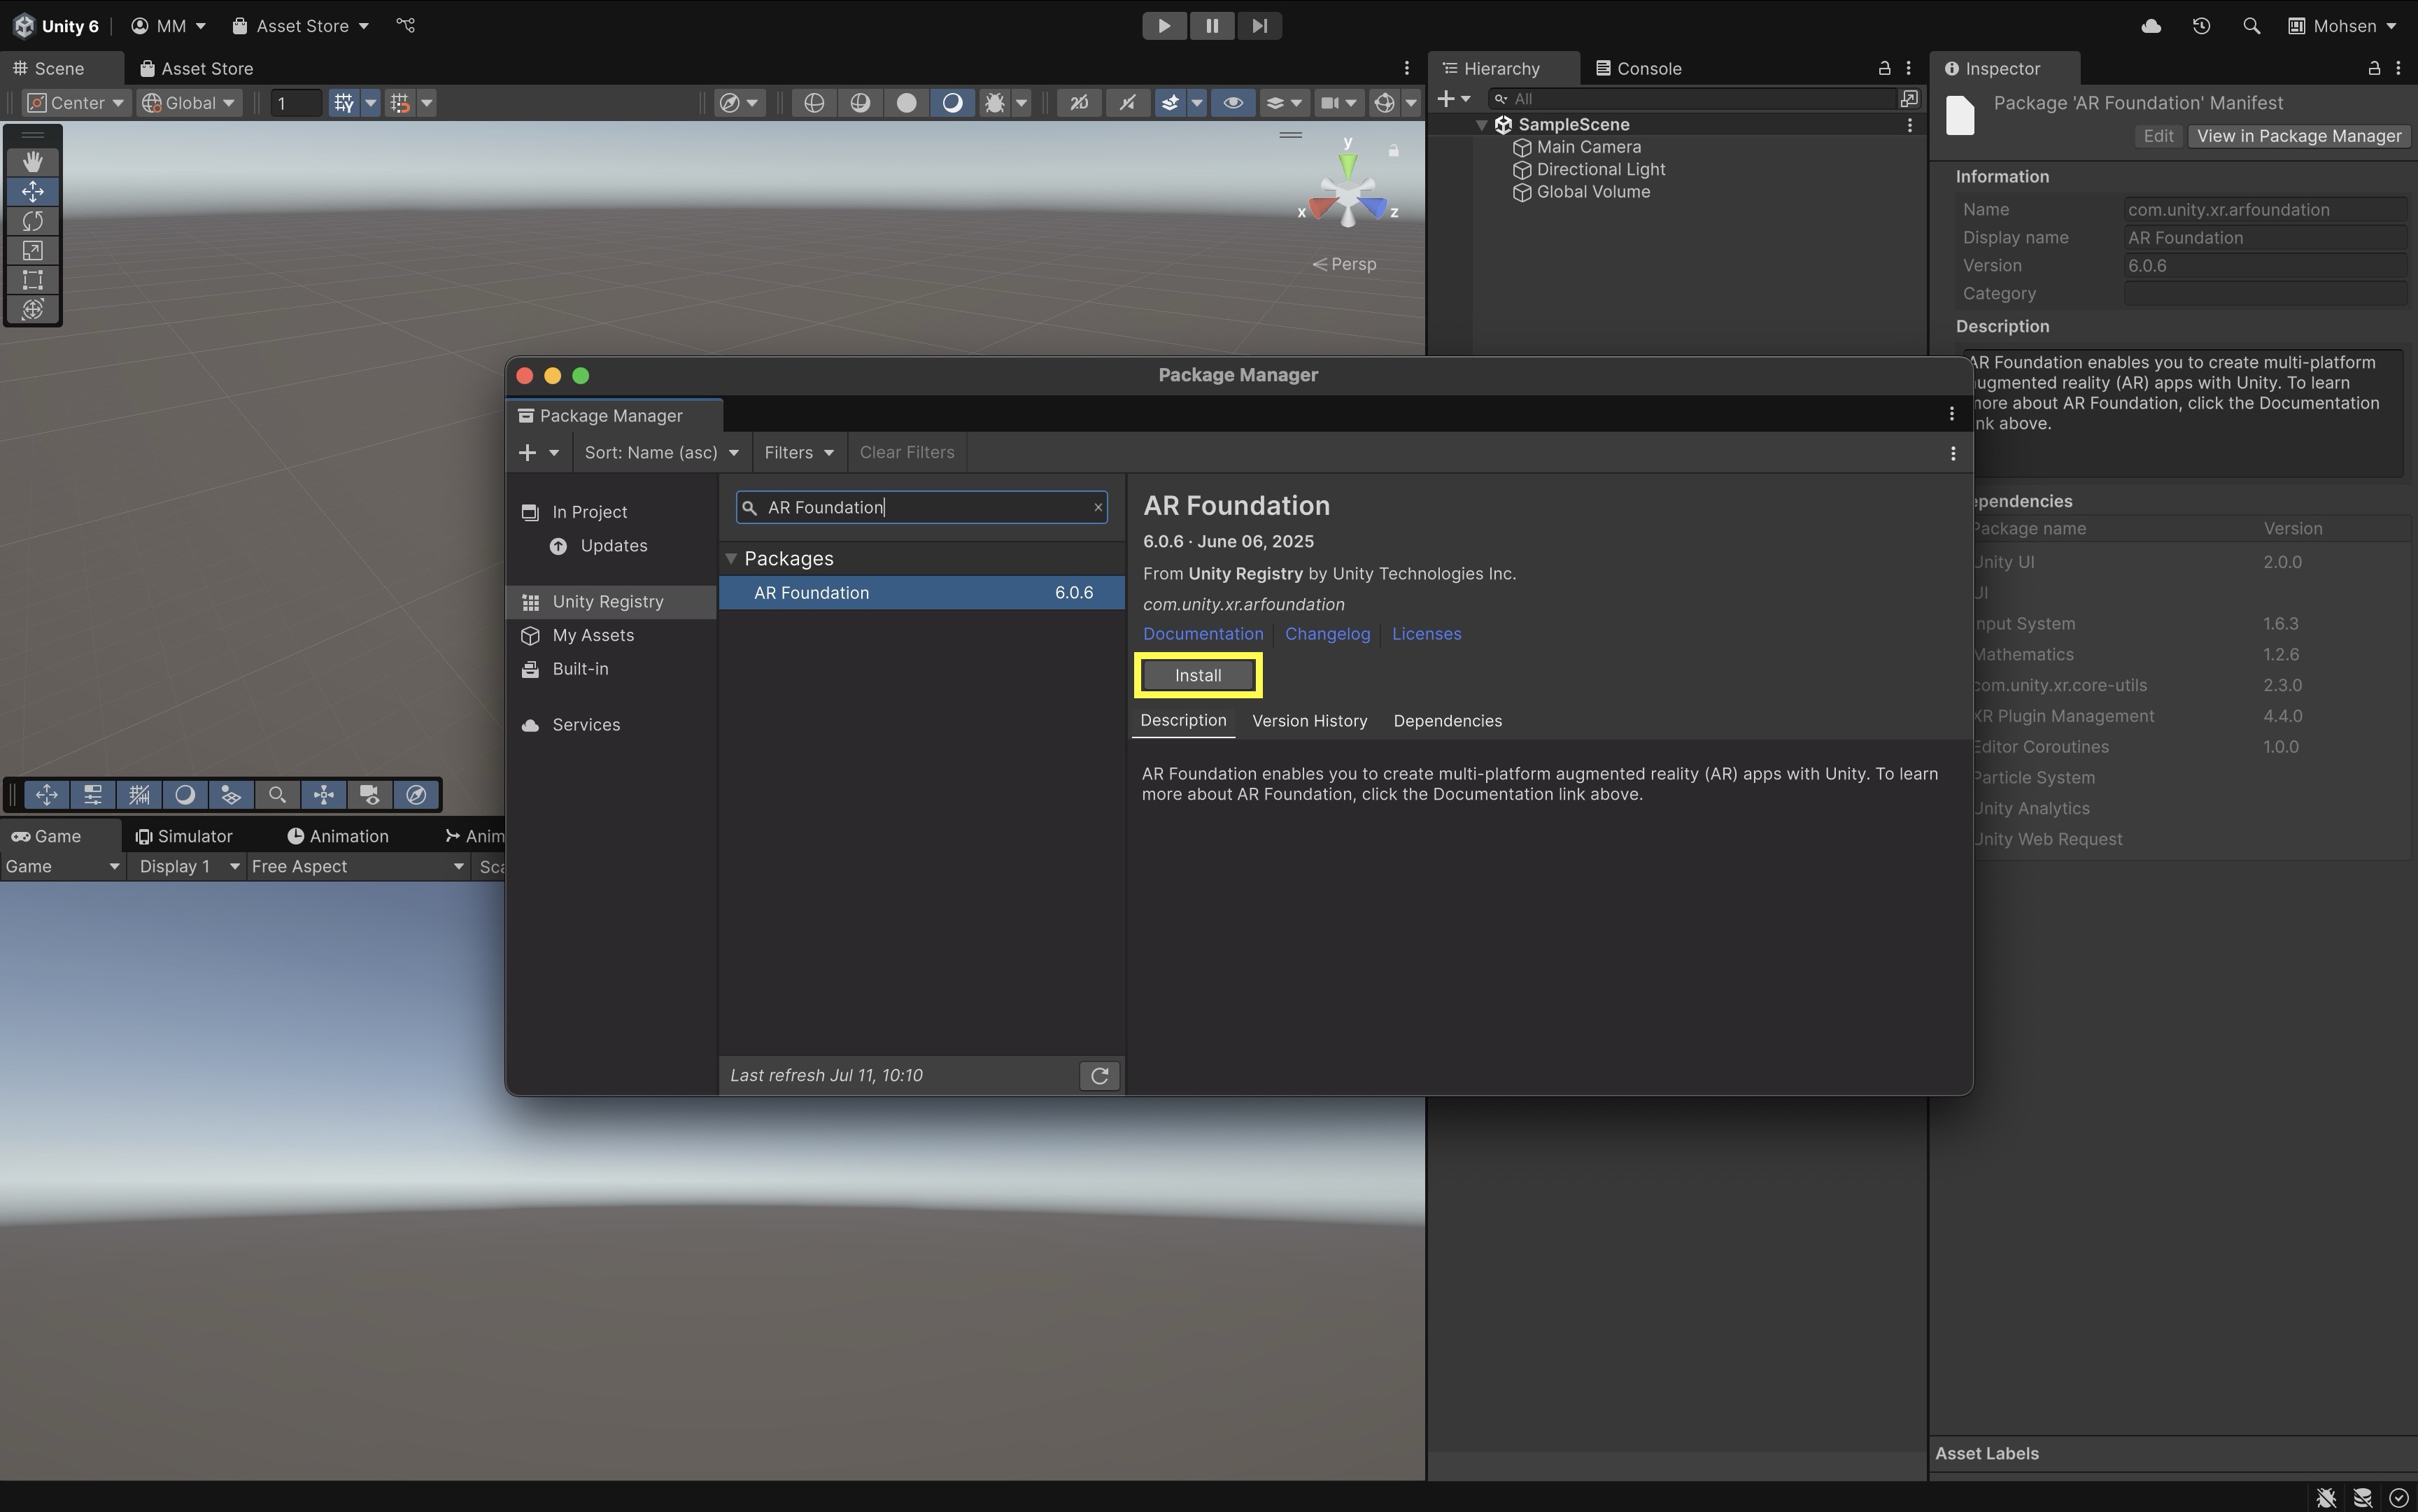 Unity 6
MM
Asset Store
Mohsen
Scene
Asset Store
Hierarchy
Console
Inspector
Center
Global
1
2D
All
SampleScene
Main Camera
Directional Light
Global Volume
y
x
z
Persp
Package 'AR Foundation' Manifest
Edit
View in Package Manager
Information
Name
com.unity.xr.arfoundation
Display name
AR Foundation
Version
6.0.6
Category
Description
AR Foundation enables you to create multi-platform
ugmented reality (AR) apps with Unity. To learn
ore about AR Foundation, click the Documentation
nk above.
ependencies
Package name
Version
Unity UI
2.0.0
UI
nput System
1.6.3
Mathematics
1.2.6
com.unity.xr.core-utils
2.3.0
XR Plugin Management
4.4.0
Editor Coroutines
1.0.0
Particle System
Unity Analytics
Unity Web Request
Asset Labels
Package Manager
Package Manager
Sort: Name (asc)
Filters
Clear Filters
In Project
Updates
Unity Registry
My Assets
Built-in
Services
AR Foundation
Packages
AR Foundation
6.0.6
Last refresh Jul 11, 10:10
AR Foundation
6.0.6 · June 06, 2025
From Unity Registry by Unity Technologies Inc.
com.unity.xr.arfoundation
Documentation
Changelog
Licenses
Install
Description
Version History
Dependencies
AR Foundation enables you to create multi-platform augmented reality (AR) apps with Unity. To learn
more about AR Foundation, click the Documentation link above.
Game
Simulator
Animation
Anim
Game
Display 1
Free Aspect
Sca